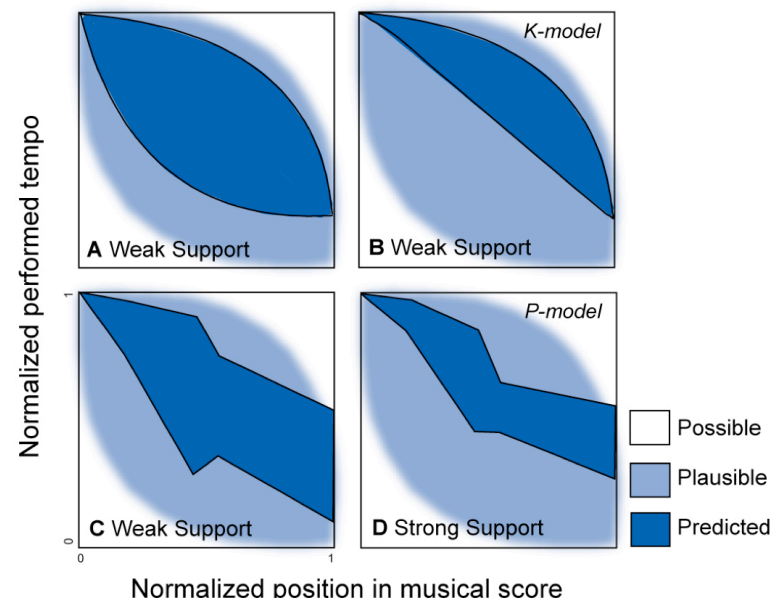 K-model
A Weak Support
B Weak Support
Normalized performed tempo
1
P-model
C Weak Support
D Strong Support
0
0
1
Possible
Plausible
Predicted
Normalized position in musical score